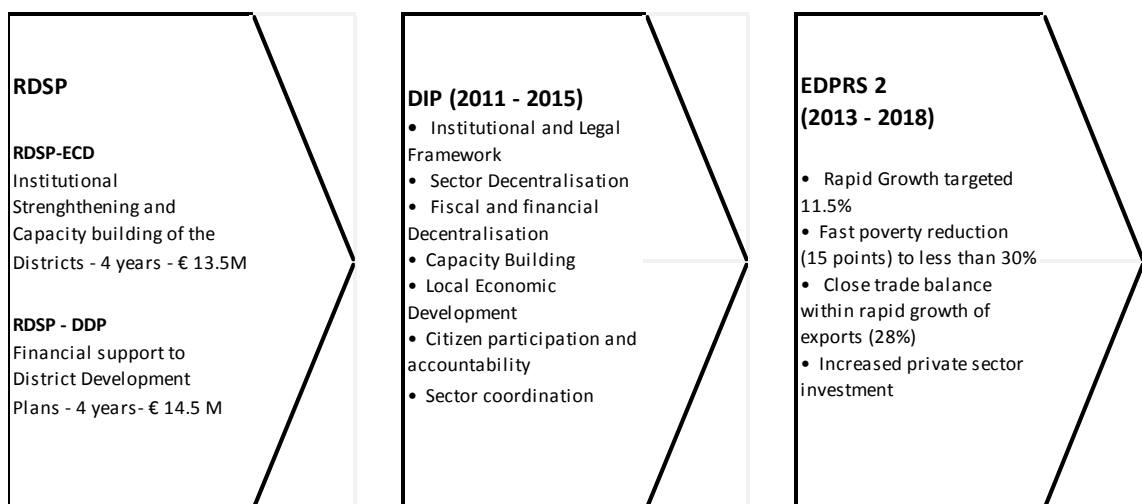 RDSP
RDSP-ECD
Institutional
Strenghthening and
Capacity building of the
Districts - 4 years - € 13.5M
RDSP - DDP
Financial support to
District Development
Plans - 4 years- € 14.5 M
DIP (2011 - 2015)
• Institutional and Legal
Framework
• Sector Decentralisation
• Fiscal and financial
Decentralisation
• Capacity Building
• Local Economic
Development
• Citizen participation and
accountability
• Sector coordination
EDPRS 2
(2013 - 2018)
• Rapid Growth targeted
11.5%
• Fast poverty reduction
(15 points) to less than 30%
• Close trade balance
within rapid growth of
exports (28%)
• Increased private sector
investment